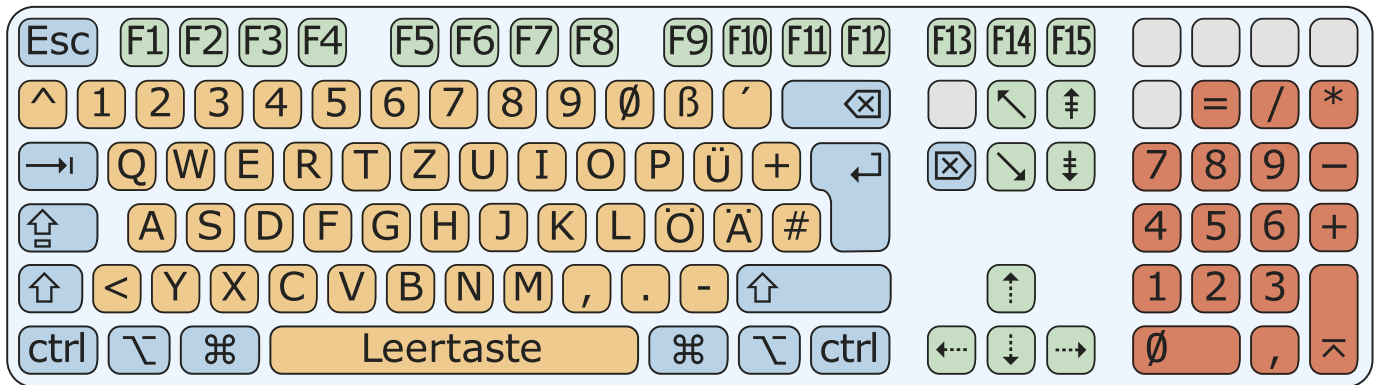 Esc F1 F2 F3 F4 F5 F6 F7 F8 F9 F10 F11 F12 F13 F14 F15
^ 1 2 3 4 5 6 7 8 9 Ø ß ´ ⌫ ↖ ⇞ = / *
⇥ Q W E R T Z U I O P Ü + ↵ ⌦ ↘ ⇟ 7 8 9 −
⇪ A S D F G H J K L Ö Ä # 4 5 6 +
⇧ < Y X C V B N M , . - ⇧ ⇡ 1 2 3 ⌅
ctrl ⌥ ⌘ Leertaste ⌘ ⌥ ctrl ⇠ ⇣ ⇢ Ø ,